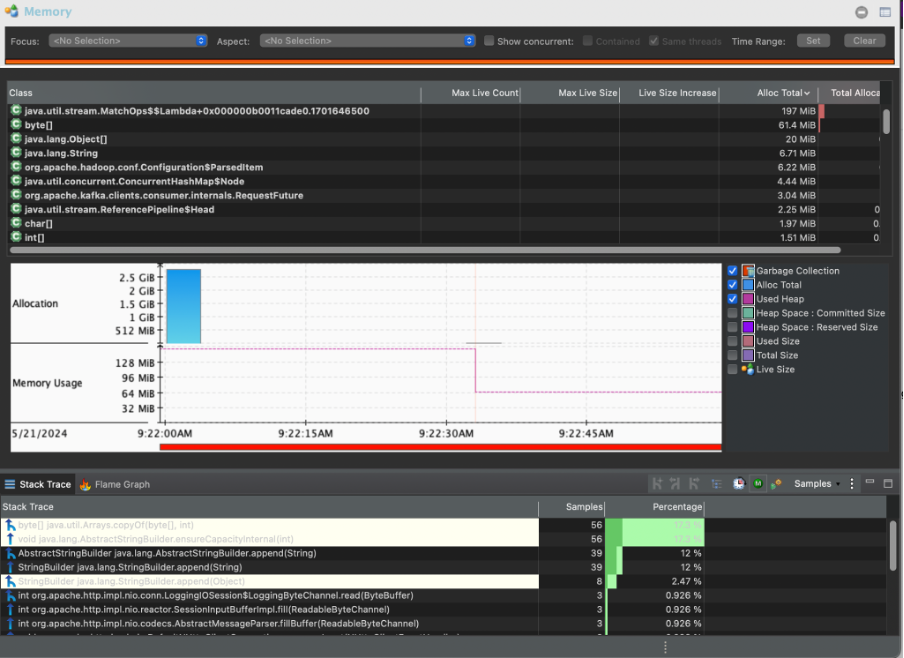 Memory
Focus: <No Selection> Aspect: <No Selection> Show concurrent: Contained Same threads Time Range: Set Clear
Class Max Live Count Max Live Size Live Size Increase Alloc Total Total Alloca
java.util.stream.MatchOps$$Lambda+0x000000b0011cade0.1701646500 197 MiB
byte[] 61.4 MiB
java.lang.Object[] 20 MiB
java.lang.String 6.71 MiB
org.apache.hadoop.conf.Configuration$ParsedItem 6.22 MiB
java.util.concurrent.ConcurrentHashMap$Node 4.44 MiB
org.apache.kafka.clients.consumer.internals.RequestFuture 3.04 MiB
java.util.stream.ReferencePipeline$Head 2.25 MiB 0
char[] 1.97 MiB 0.
int[] 1.51 MiB 0.
Allocation
2.5 GiB
2 GiB
1.5 GiB
1 GiB
512 MiB
Memory Usage
128 MiB
96 MiB
64 MiB
32 MiB
5/21/2024 9:22:00AM 9:22:15AM 9:22:30AM 9:22:45AM
Garbage Collection
Alloc Total
Used Heap
Heap Space : Committed Size
Heap Space : Reserved Size
Used Size
Total Size
Live Size
Stack Trace Flame Graph Samples
Stack Trace Samples Percentage
byte[] java.util.Arrays.copyOf(byte[], int) 56 17.3 %
void java.lang.AbstractStringBuilder.ensureCapacityInternal(int) 56 17.3 %
AbstractStringBuilder java.lang.AbstractStringBuilder.append(String) 39 12 %
StringBuilder java.lang.StringBuilder.append(String) 39 12 %
StringBuilder java.lang.StringBuilder.append(Object) 8 2.47 %
int org.apache.http.impl.nio.conn.LoggingIOSession$LoggingByteChannel.read(ByteBuffer) 3 0.926 %
int org.apache.http.impl.nio.reactor.SessionInputBufferImpl.fill(ReadableByteChannel) 3 0.926 %
int org.apache.http.impl.nio.codecs.AbstractMessageParser.fillBuffer(ReadableByteChannel) 3 0.926 %